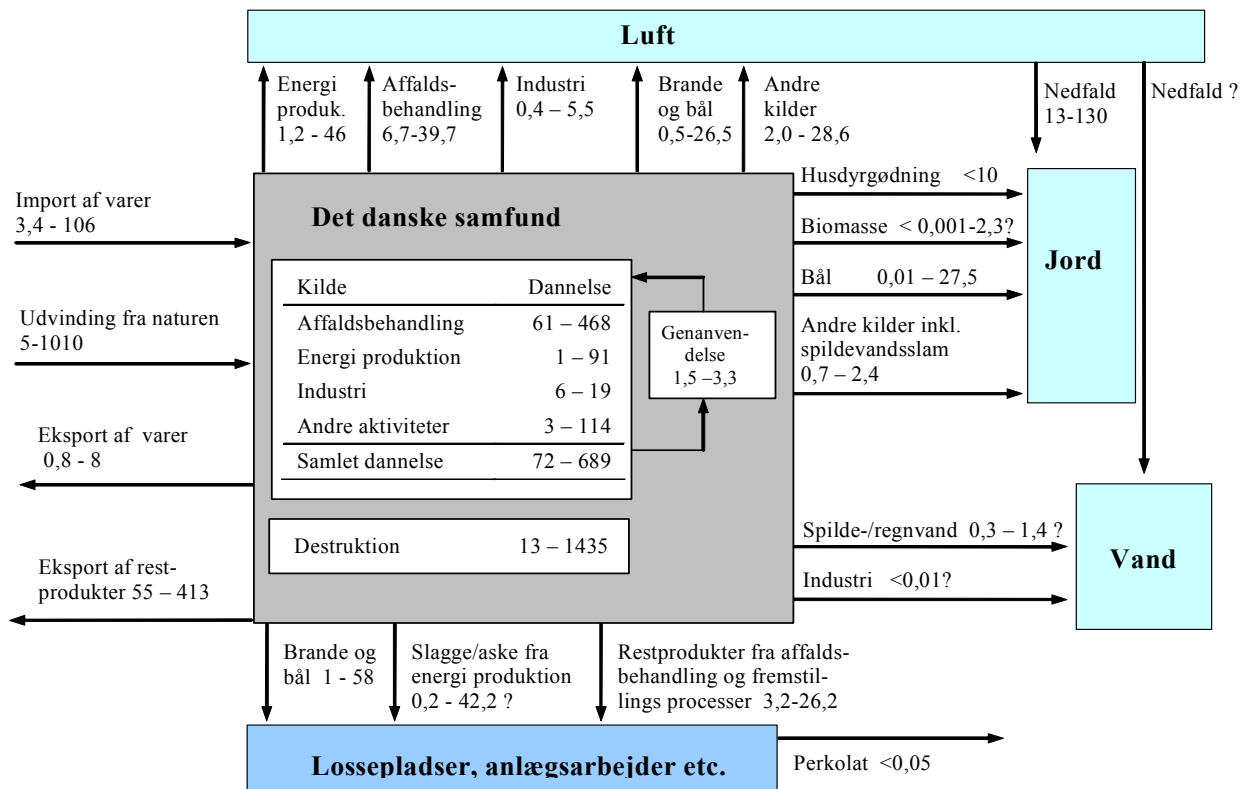 Luft
Energi
produk.
1,2 - 46
Affalds-
behandling
6,7-39,7
Industri
0,4 – 5,5
Brande
og bål
0,5-26,5
Andre
kilder
2,0 - 28,6
Nedfald
13-130
Nedfald ?
Import af varer
3,4 - 106
Udvinding fra naturen
5-1010
Eksport af varer
0,8 - 8
Eksport af rest-
produkter 55 – 413
Det danske samfund
Kilde Dannelse
Affaldsbehandling 61 – 468
Energi produktion 1 – 91
Industri 6 – 19
Andre aktiviteter 3 – 114
Samlet dannelse 72 – 689
Genanven-
delse
1,5 –3,3
Destruktion 13 – 1435
Husdyrgødning <10
Biomasse < 0,001-2,3?
Bål 0,01 – 27,5
Andre kilder inkl.
spildevandsslam
0,7 – 2,4
Jord
Spilde-/regnvand 0,3 – 1,4 ?
Industri <0,01?
Vand
Brande og
bål 1 - 58
Slagge/aske fra
energi produktion
0,2 - 42,2 ?
Restprodukter fra affalds-
behandling og fremstil-
lings processer 3,2-26,2
Lossepladser, anlægsarbejder etc.
Perkolat <0,05